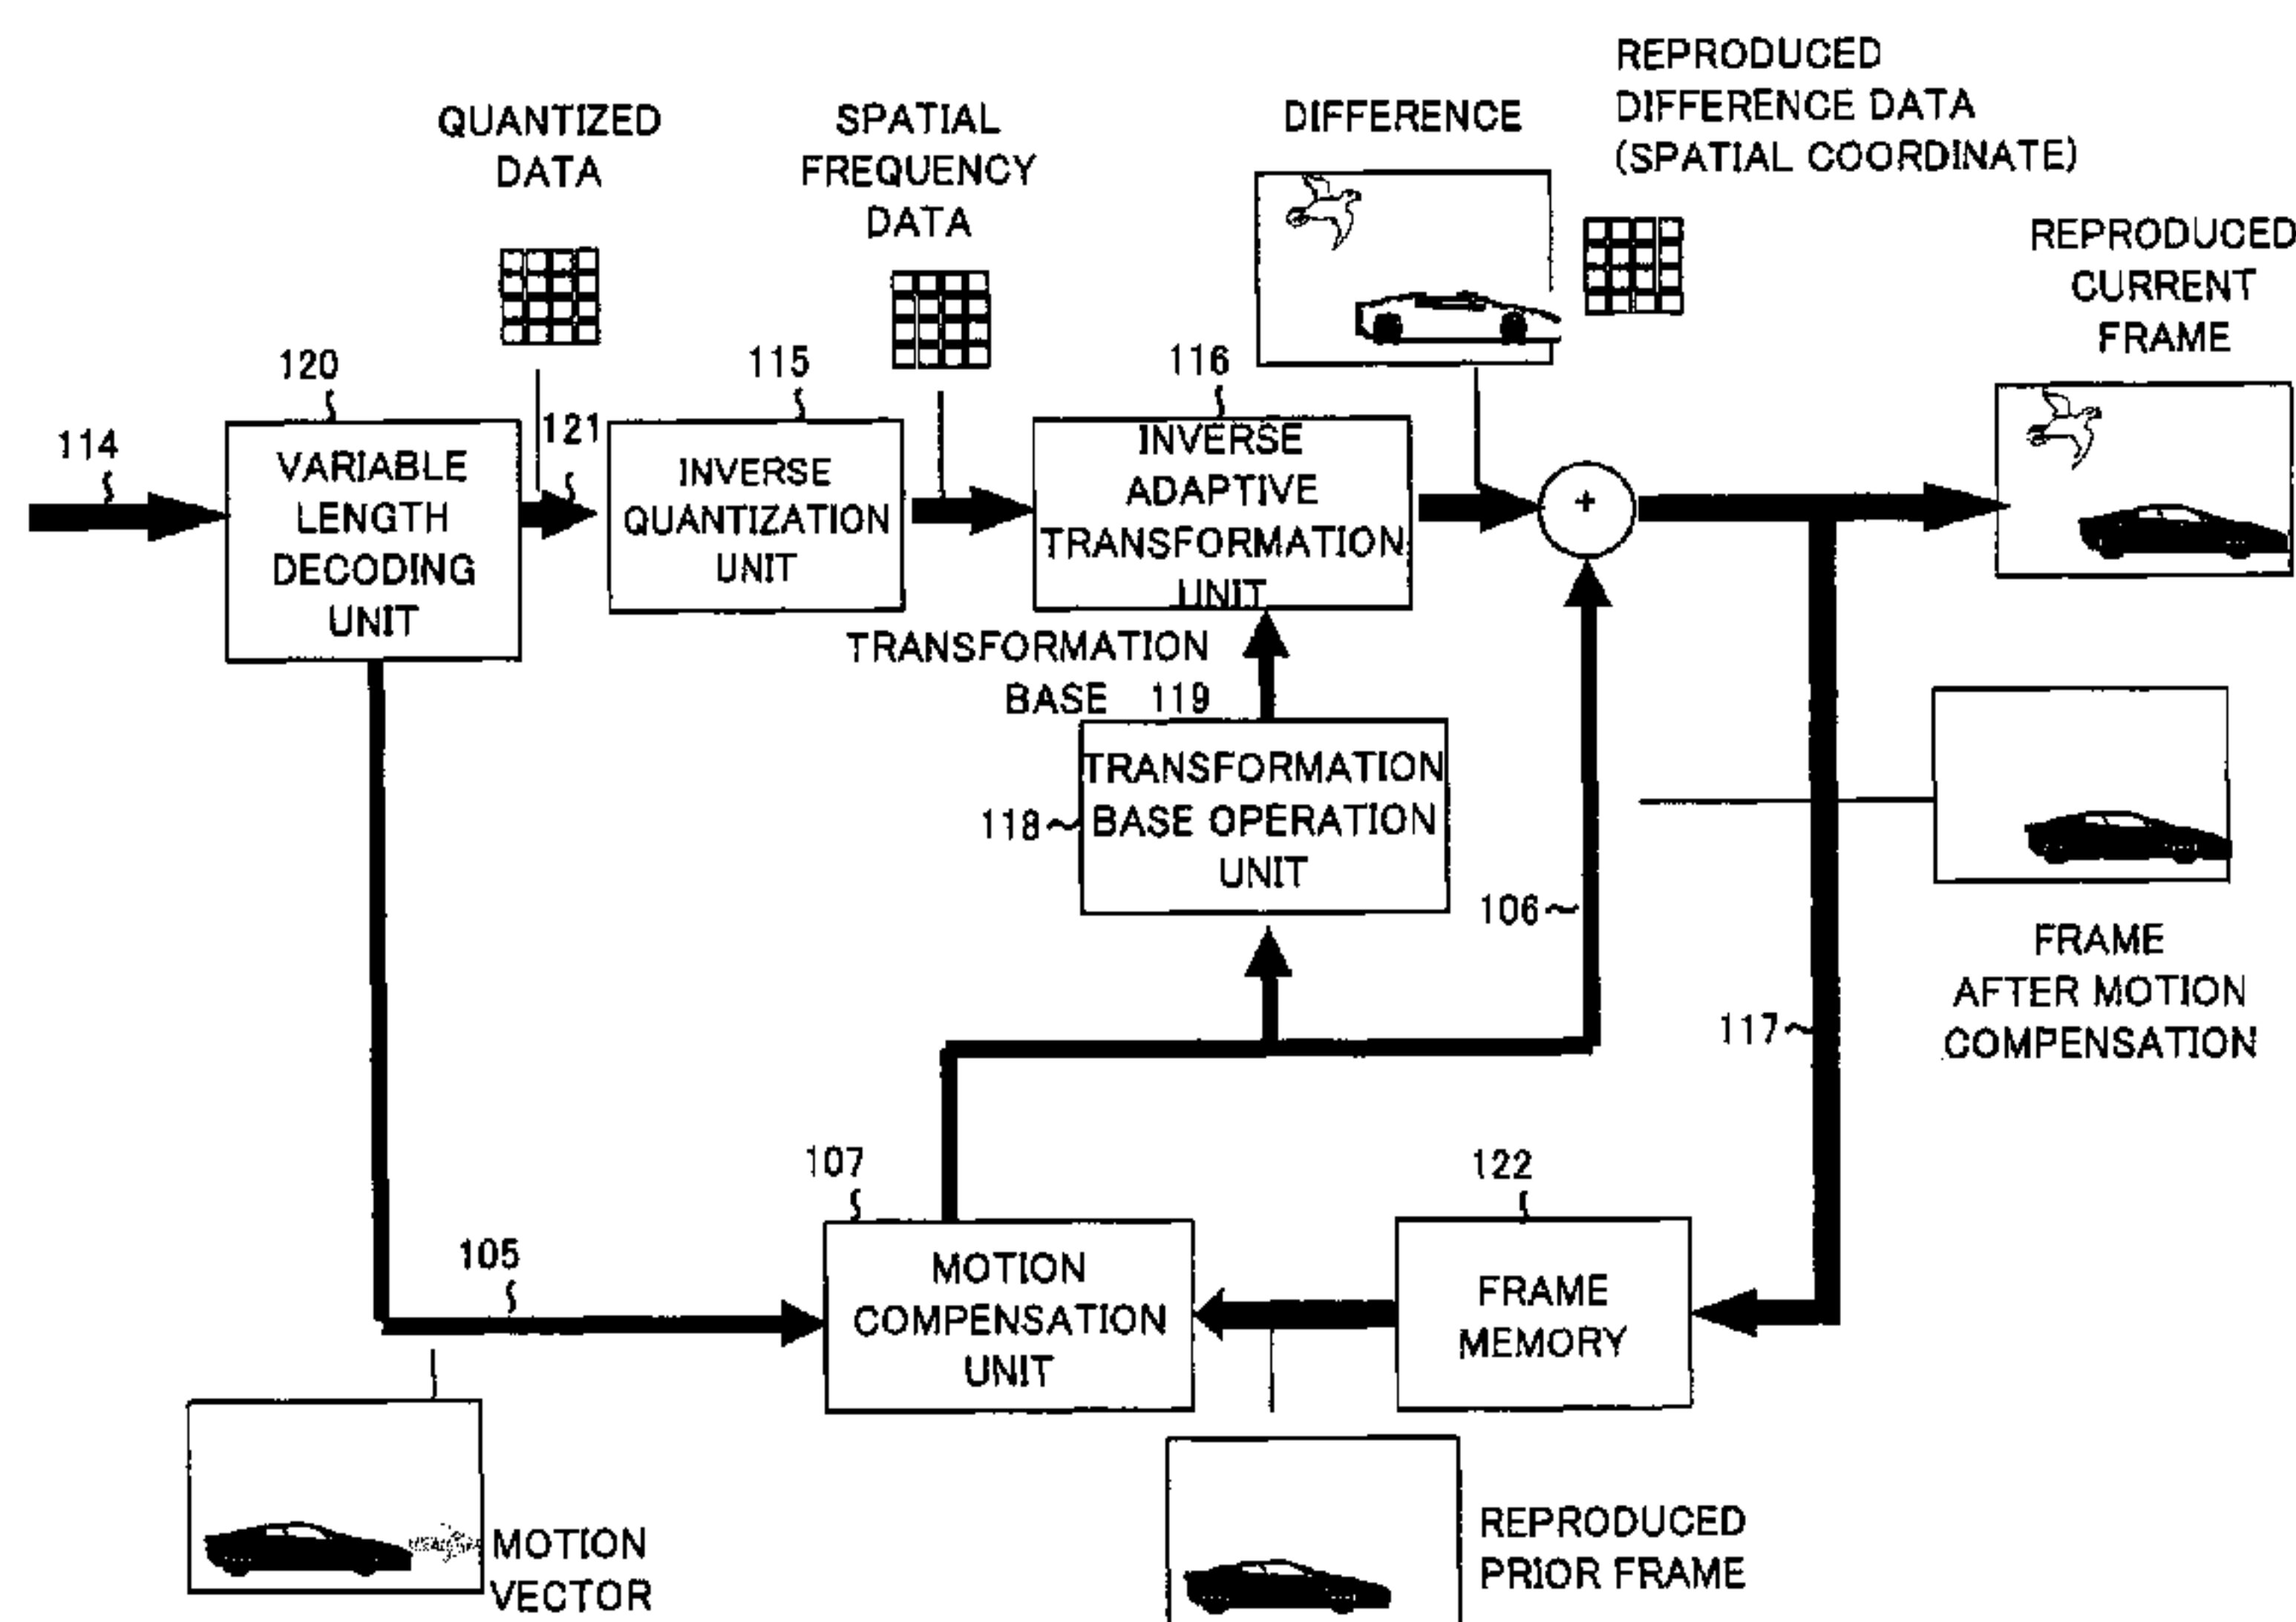 REPRODUCED
DIFFERENCE DATA
(SPATIAL COORDINATE)
QUANTIZED
DATA
SPATIAL
FREQUENCY
DATA
DIFFERENCE
REPRODUCED
CURRENT
FRAME
120
115
116
114
121
VARIABLE
LENGTH
DECODING
UNIT
INVERSE
QUANTIZATION
UNIT
INVERSE
ADAPTIVE
TRANSFORMATION
UNIT
+
TRANSFORMATION
BASE 119
TRANSFORMATION
BASE OPERATION
UNIT
118
106
FRAME
AFTER MOTION
COMPENSATION
117
107
122
105
MOTION
COMPENSATION
UNIT
FRAME
MEMORY
MOTION
VECTOR
REPRODUCED
PRIOR FRAME